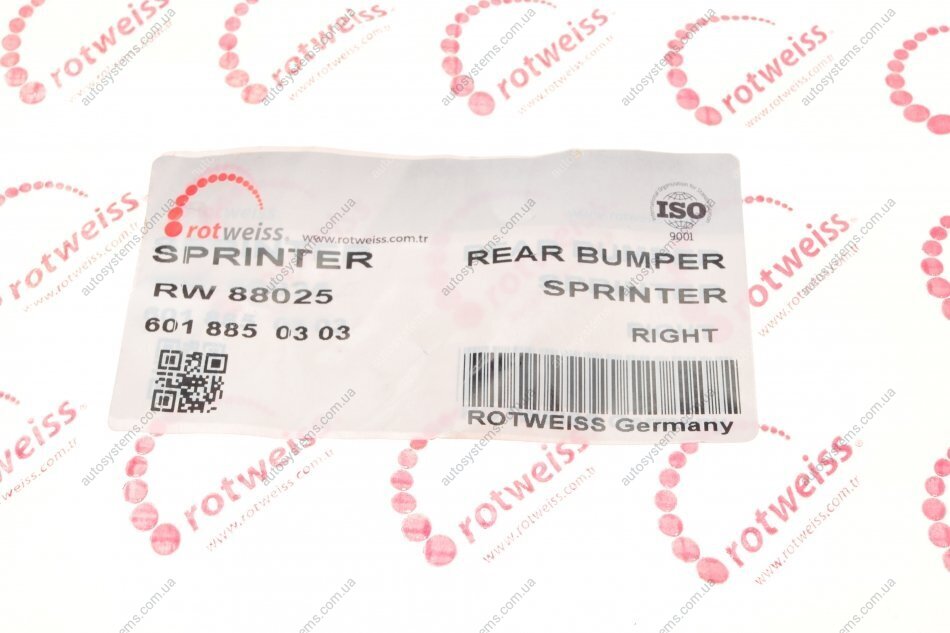 rotweiss. www.rotweiss.com.tr
ISO
9001
SPRINTER
RW 88025
601 885 03 03
REAR BUMPER
SPRINTER
RIGHT
ROTWEISS Germany
rotweiss
www.rotweiss.com.tr
autosystems.com.ua